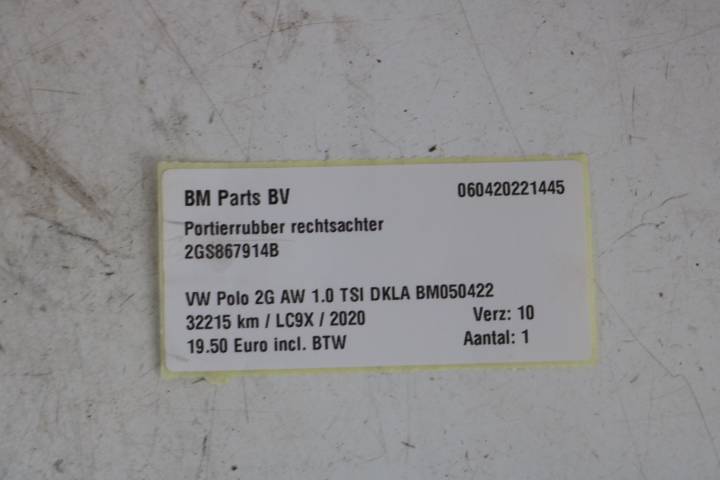 BM Parts BV 060420221445
Portierrubber rechtsachter
2GS867914B
VW Polo 2G AW 1.0 TSI DKLA BM050422
32215 km / LC9X / 2020 Verz: 10
19.50 Euro incl. BTW Aantal: 1